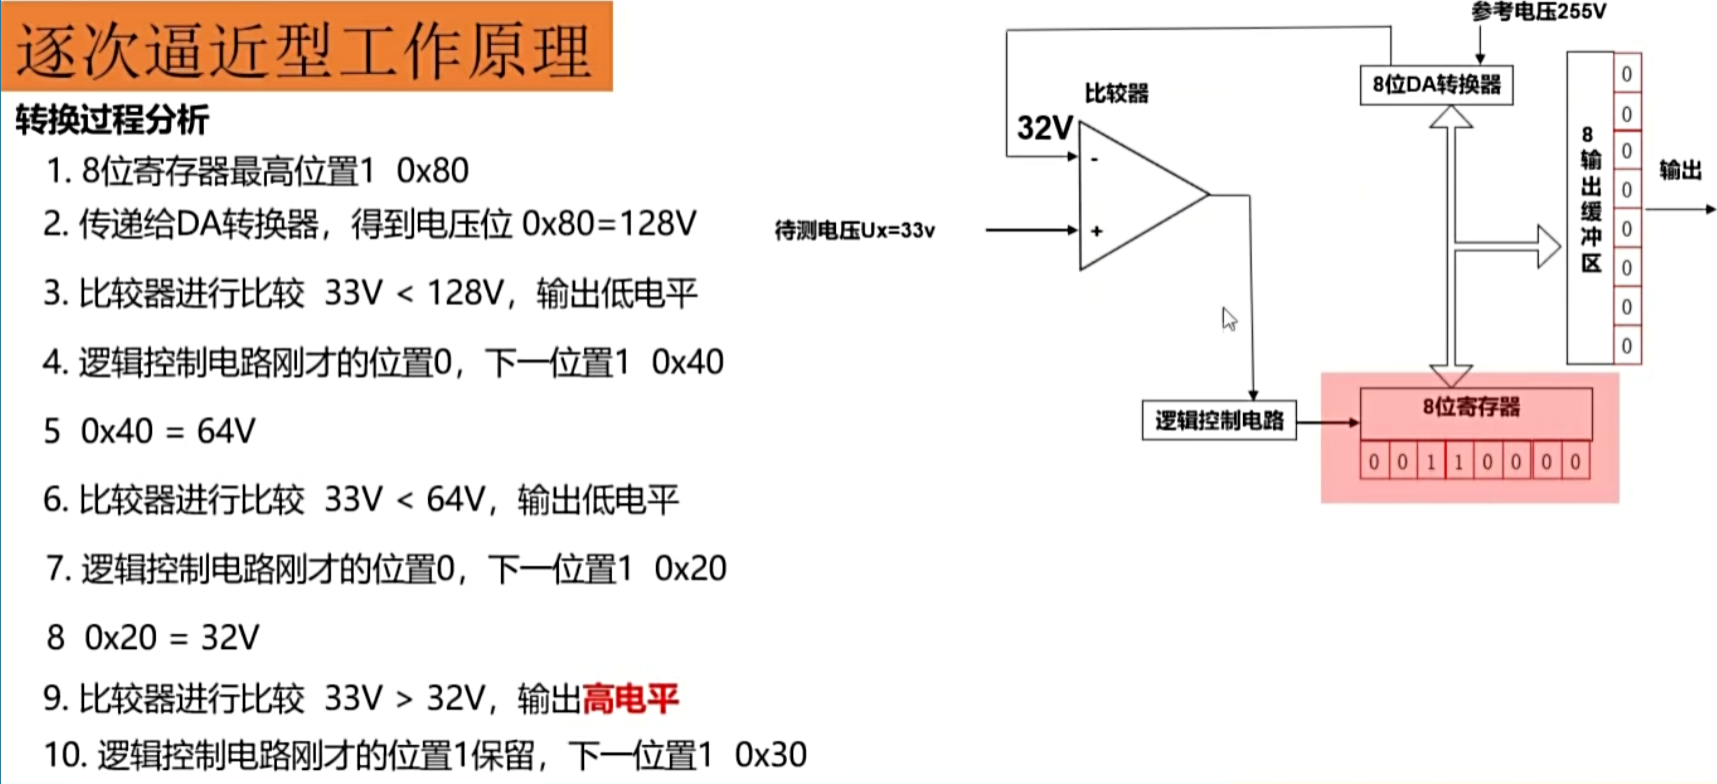 逐次逼近型工作原理
转换过程分析
1. 8位寄存器最高位置1 0x80
2. 传递给DA转换器，得到电压位 0x80=128V
3. 比较器进行比较 33V < 128V，输出低电平
4. 逻辑控制电路刚才的位置0，下一位置1 0x40
5 0x40 = 64V
6. 比较器进行比较 33V < 64V，输出低电平
7. 逻辑控制电路刚才的位置0，下一位置1 0x20
8 0x20 = 32V
9. 比较器进行比较 33V > 32V，输出高电平
10. 逻辑控制电路刚才的位置1保留，下一位置1 0x30
参考电压255V
8位DA转换器
比较器
32V
-
+
待测电压Ux=33v
逻辑控制电路
8位寄存器
0 0 1 1 0 0 0 0
8输出缓冲区
0
0
0
0
0
0
0
0
输出